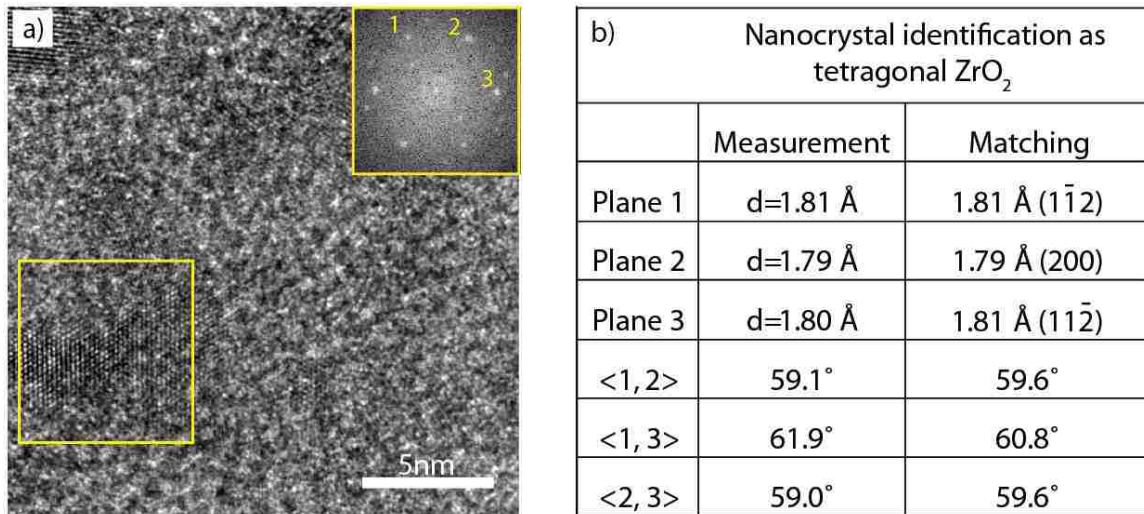 a)
1 2
3
5nm
b) Nanocrystal identification as
tetragonal ZrO₂
Measurement Matching
Plane 1 d=1.81 Å 1.81 Å (11̄2)
Plane 2 d=1.79 Å 1.79 Å (200)
Plane 3 d=1.80 Å 1.81 Å (112̄)
<1, 2> 59.1° 59.6°
<1, 3> 61.9° 60.8°
<2, 3> 59.0° 59.6°